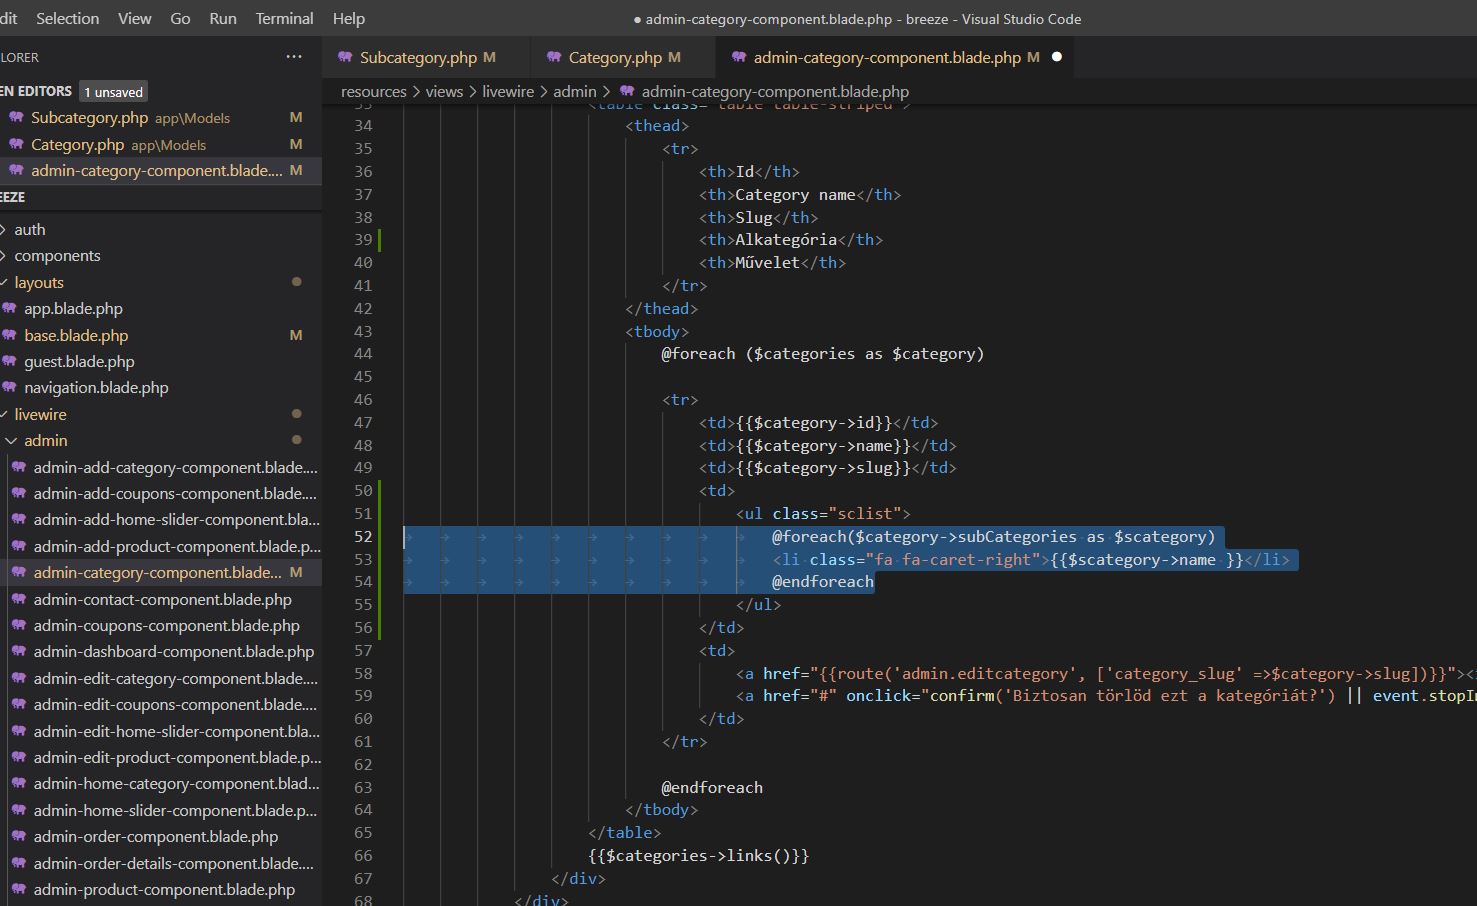 dit Selection View Go Run Terminal Help
● admin-category-component.blade.php - breeze - Visual Studio Code
LORER ···
Subcategory.php M
Category.php M
admin-category-component.blade.php M ●
EN EDITORS 1 unsaved
resources > views > livewire > admin > admin-category-component.blade.php
Subcategory.php app\Models M
Category.php app\Models M
admin-category-component.blade.... M
EEZE
auth
components
layouts
app.blade.php
base.blade.php M
guest.blade.php
navigation.blade.php
livewire
admin
admin-add-category-component.blade....
admin-add-coupons-component.blade....
admin-add-home-slider-component.bla...
admin-add-product-component.blade.p...
admin-category-component.blade... M
admin-contact-component.blade.php
admin-coupons-component.blade.php
admin-dashboard-component.blade.php
admin-edit-category-component.blade....
admin-edit-coupons-component.blade....
admin-edit-home-slider-component.bla...
admin-edit-product-component.blade.p...
admin-home-category-component.blad...
admin-home-slider-component.blade.p...
admin-order-component.blade.php
admin-order-details-component.blade....
admin-product-component.blade.php
33 <table class="table table-striped">
34 <thead>
35 <tr>
36 <th>Id</th>
37 <th>Category name</th>
38 <th>Slug</th>
39 <th>Alkategória</th>
40 <th>Művelet</th>
41 </tr>
42 </thead>
43 <tbody>
44 @foreach ($categories as $category)
45
46 <tr>
47 <td>{{$category->id}}</td>
48 <td>{{$category->name}}</td>
49 <td>{{$category->slug}}</td>
50 <td>
51 <ul class="sclist">
52 @foreach($category->subCategories as $scategory)
53 <li class="fa fa-caret-right">{{$scategory->name }}</li>
54 @endforeach
55 </ul>
56 </td>
57 <td>
58 <a href="{{route('admin.editcategory', ['category_slug' =>$category->slug])}}"><
59 <a href="#" onclick="confirm('Biztosan törlöd ezt a kategóriát?') || event.stopI
60 </td>
61 </tr>
62
63 @endforeach
64 </tbody>
65 </table>
66 {{$categories->links()}}
67 </div>
68 </div>